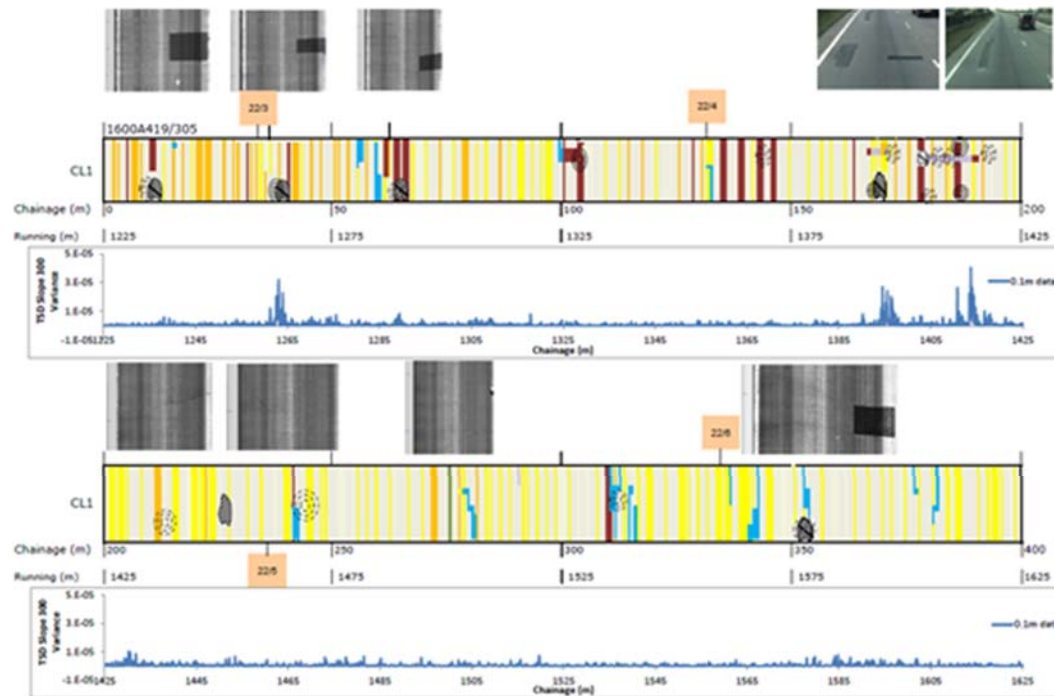 22/3
22/4
1600A419/305
CL1
Chainage (m) 0 50 100 150 200
Running (m) 1225 1275 1325 1375 1425
5.E-05
3.E-05
1.E-05
-1.E-05
TSD Slope 300
Variance
0.1m data
1225 1245 1265 1285 1305 1325 1345 1365 1385 1405 1425
Chainage [m]
22/6
CL1
Chainage (m) 200 250 300 350 400
22/5
Running (m) 1425 1475 1525 1575 1625
5.E-05
3.E-05
1.E-05
-1.E-05
TSD Slope 300
Variance
0.1m data
1425 1445 1465 1485 1505 1525 1545 1565 1585 1605 1625
Chainage [m]